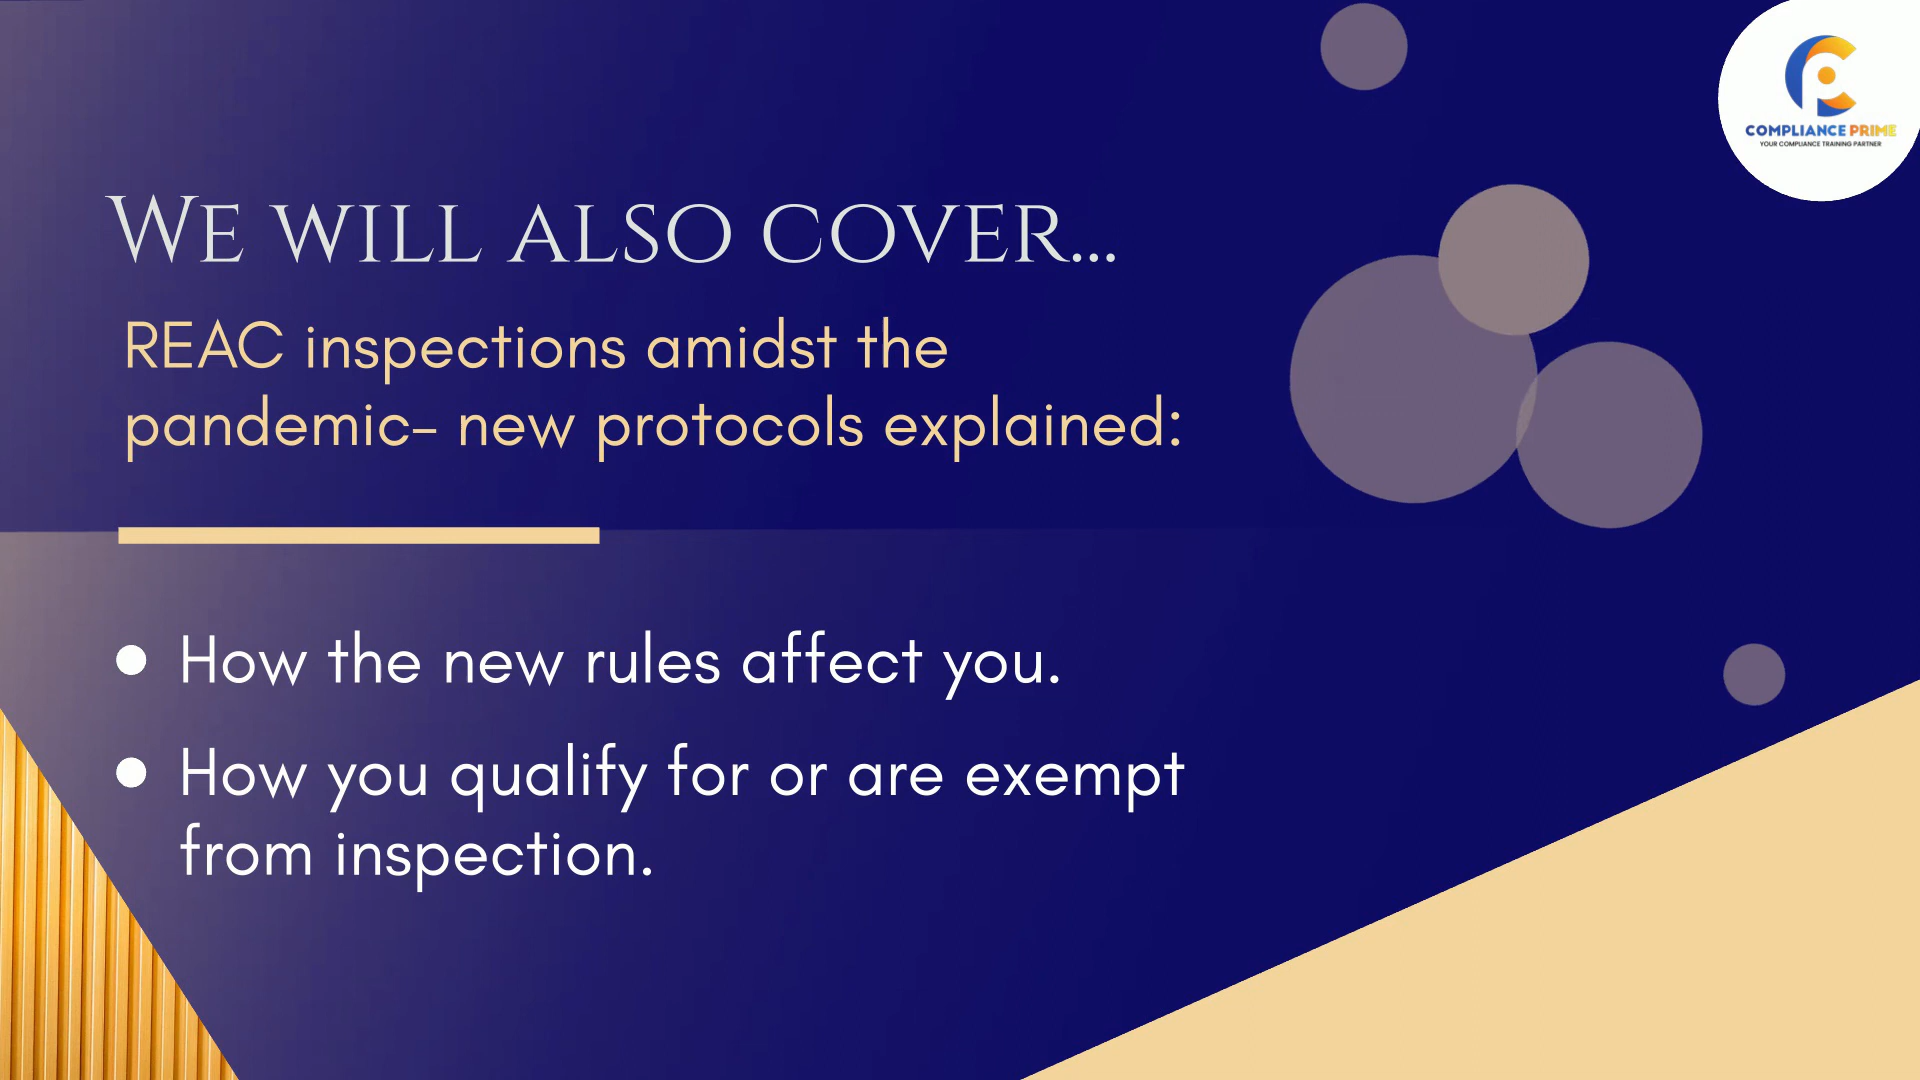 COMPLIANCE PRIME
YOUR COMPLIANCE TRAINING PARTNER
We will also cover...
REAC inspections amidst the
pandemic- new protocols explained:
● How the new rules affect you.
● How you qualify for or are exempt
from inspection.